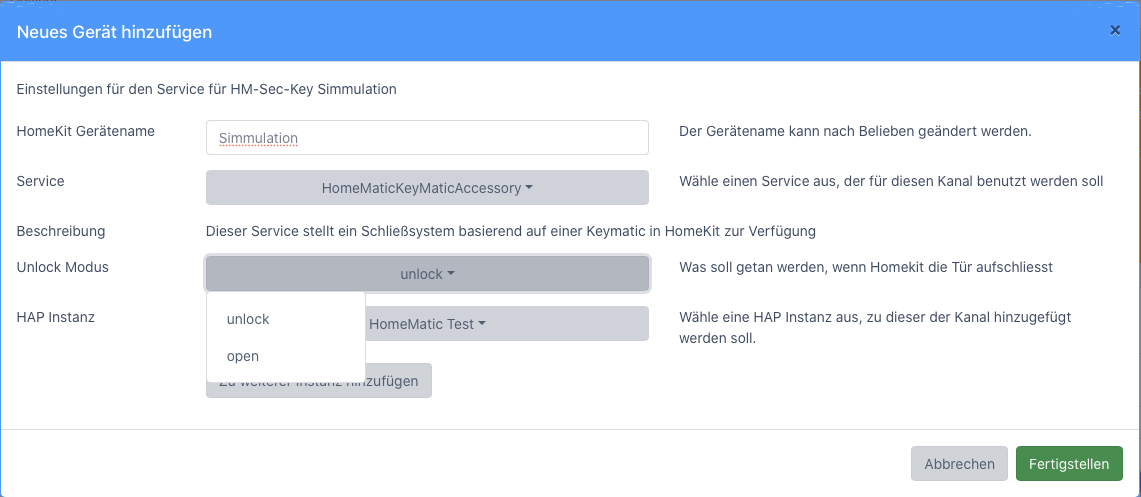 Neues Gerät hinzufügen
×
Einstellungen für den Service für HM-Sec-Key Simmulation
HomeKit Gerätename
Simmulation
Der Gerätename kann nach Belieben geändert werden.
Service
HomeMaticKeyMaticAccessory
Wähle einen Service aus, der für diesen Kanal benutzt werden soll
Beschreibung
Dieser Service stellt ein Schließsystem basierend auf einer Keymatic in HomeKit zur Verfügung
Unlock Modus
unlock
Was soll getan werden, wenn Homekit die Tür aufschliesst
unlock
open
HAP Instanz
HomeMatic Test
Wähle eine HAP Instanz aus, zu dieser der Kanal hinzugefügt
werden soll.
Zu weiterer Instanz hinzufügen
Abbrechen
Fertigstellen